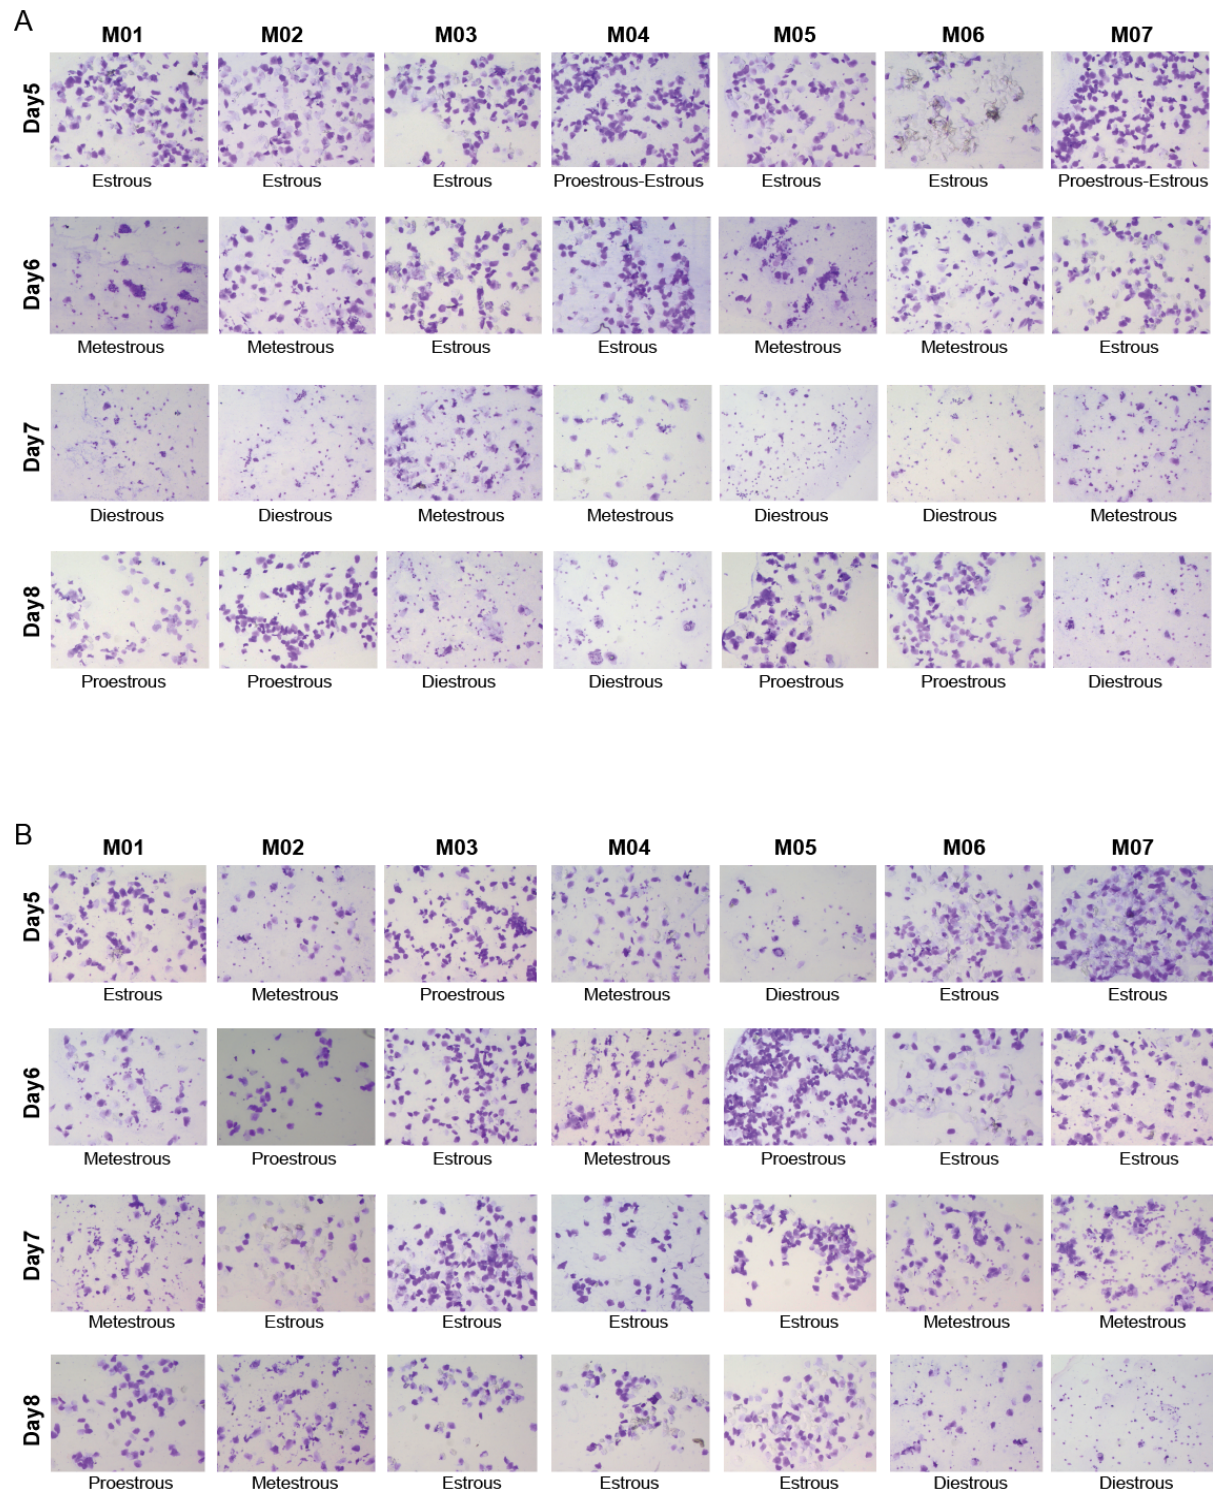 A
M01 M02 M03 M04 M05 M06 M07
Day5
Estrous Estrous Estrous Proestrous-Estrous Estrous Estrous Proestrous-Estrous
Day6
Metestrous Metestrous Estrous Estrous Metestrous Metestrous Estrous
Day7
Diestrous Diestrous Metestrous Metestrous Diestrous Diestrous Metestrous
Day8
Proestrous Proestrous Diestrous Diestrous Proestrous Proestrous Diestrous
B
M01 M02 M03 M04 M05 M06 M07
Day5
Estrous Metestrous Proestrous Metestrous Diestrous Estrous Estrous
Day6
Metestrous Proestrous Estrous Metestrous Proestrous Estrous Estrous
Day7
Metestrous Estrous Estrous Estrous Estrous Metestrous Metestrous
Day8
Proestrous Metestrous Estrous Estrous Estrous Diestrous Diestrous